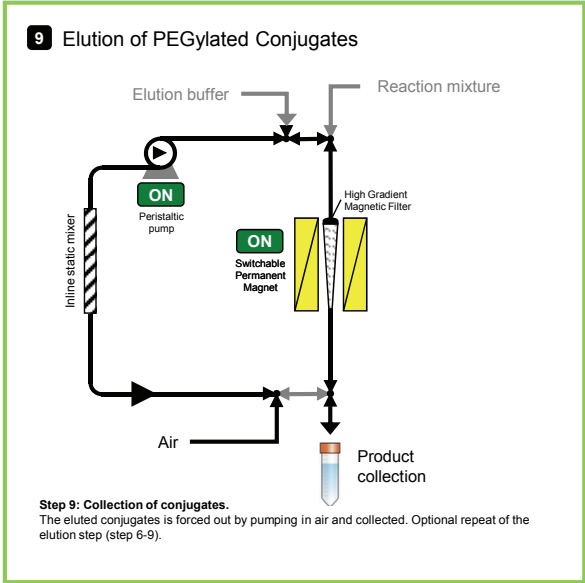 9 Elution of PEGylated Conjugates
Elution buffer
Reaction mixture
ON
Peristaltic
pump
High Gradient
Magnetic Filter
Inline static mixer
ON
Switchable
Permanent
Magnet
Air
Product
collection
Step 9: Collection of conjugates.
The eluted conjugates is forced out by pumping in air and collected. Optional repeat of the
elution step (step 6-9).